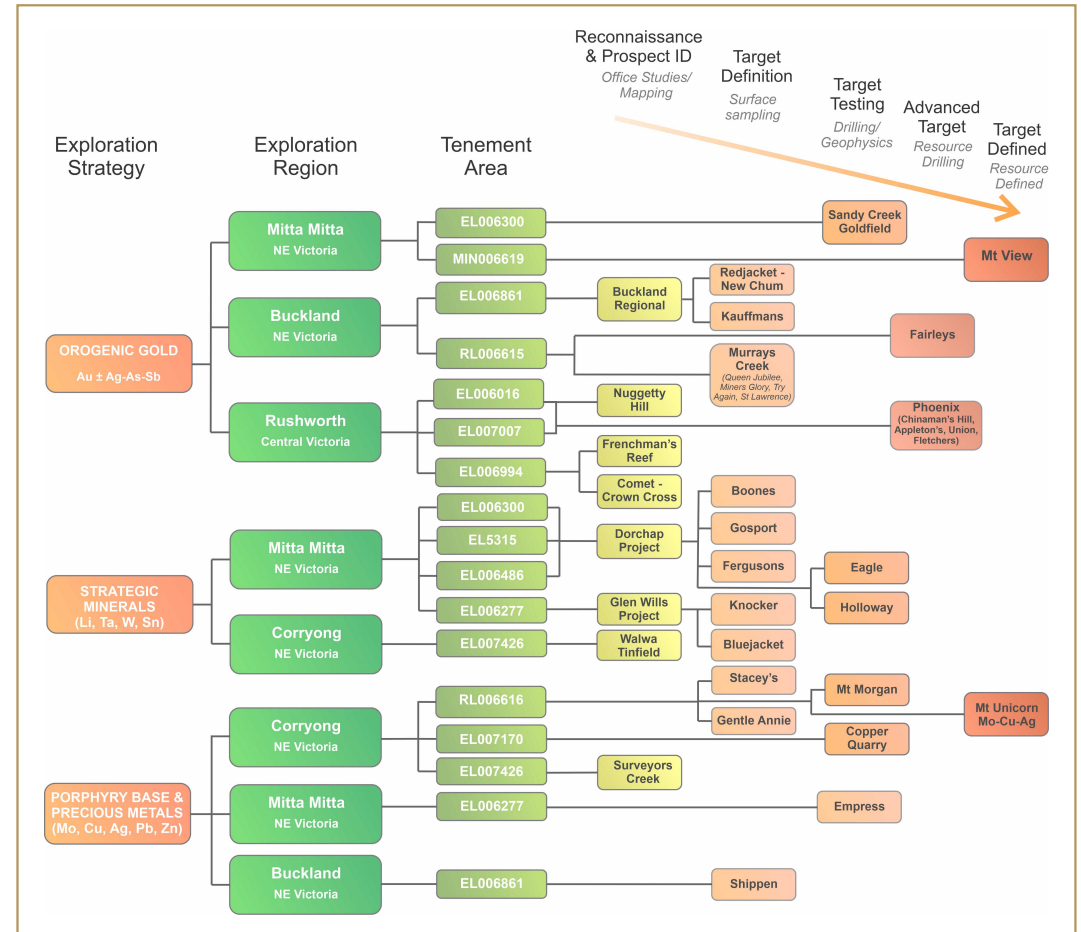 Reconnaissance
& Prospect ID
Office Studies/
Mapping
Target
Definition
Surface
sampling
Target
Testing
Drilling/
Geophysics
Advanced
Target
Resource
Drilling
Target
Defined
Resource
Defined
Exploration
Strategy
Exploration
Region
Tenement
Area
OROGENIC GOLD
Au ± Ag-As-Sb
Mitta Mitta
NE Victoria
EL006300
Sandy Creek
Goldfield
MIN006619
Mt View
Buckland
NE Victoria
EL006861
Buckland
Regional
Redjacket -
New Chum
Kauffmans
RL006615
Fairleys
Murrays
Creek
(Queen Jubilee,
Miners Glory, Try
Again, St Lawrence)
Rushworth
Central Victoria
EL006016
Nuggetty
Hill
EL007007
Phoenix
(Chinaman's Hill,
Appleton's, Union,
Fletchers)
EL006994
Frenchman's
Reef
Comet -
Crown Cross
STRATEGIC
MINERALS
(Li, Ta, W, Sn)
Mitta Mitta
NE Victoria
EL006300
EL5315
EL006486
Dorchap
Project
Boones
Gosport
Fergusons
Eagle
Holloway
EL006277
Glen Wills
Project
Knocker
Bluejacket
Corryong
NE Victoria
EL007426
Walwa
Tinfield
PORPHYRY BASE &
PRECIOUS METALS
(Mo, Cu, Ag, Pb, Zn)
Corryong
NE Victoria
RL006616
Stacey's
Gentle Annie
Mt Morgan
Mt Unicorn
Mo-Cu-Ag
EL007170
Copper
Quarry
EL007426
Surveyors
Creek
Mitta Mitta
NE Victoria
EL006277
Empress
Buckland
NE Victoria
EL006861
Shippen